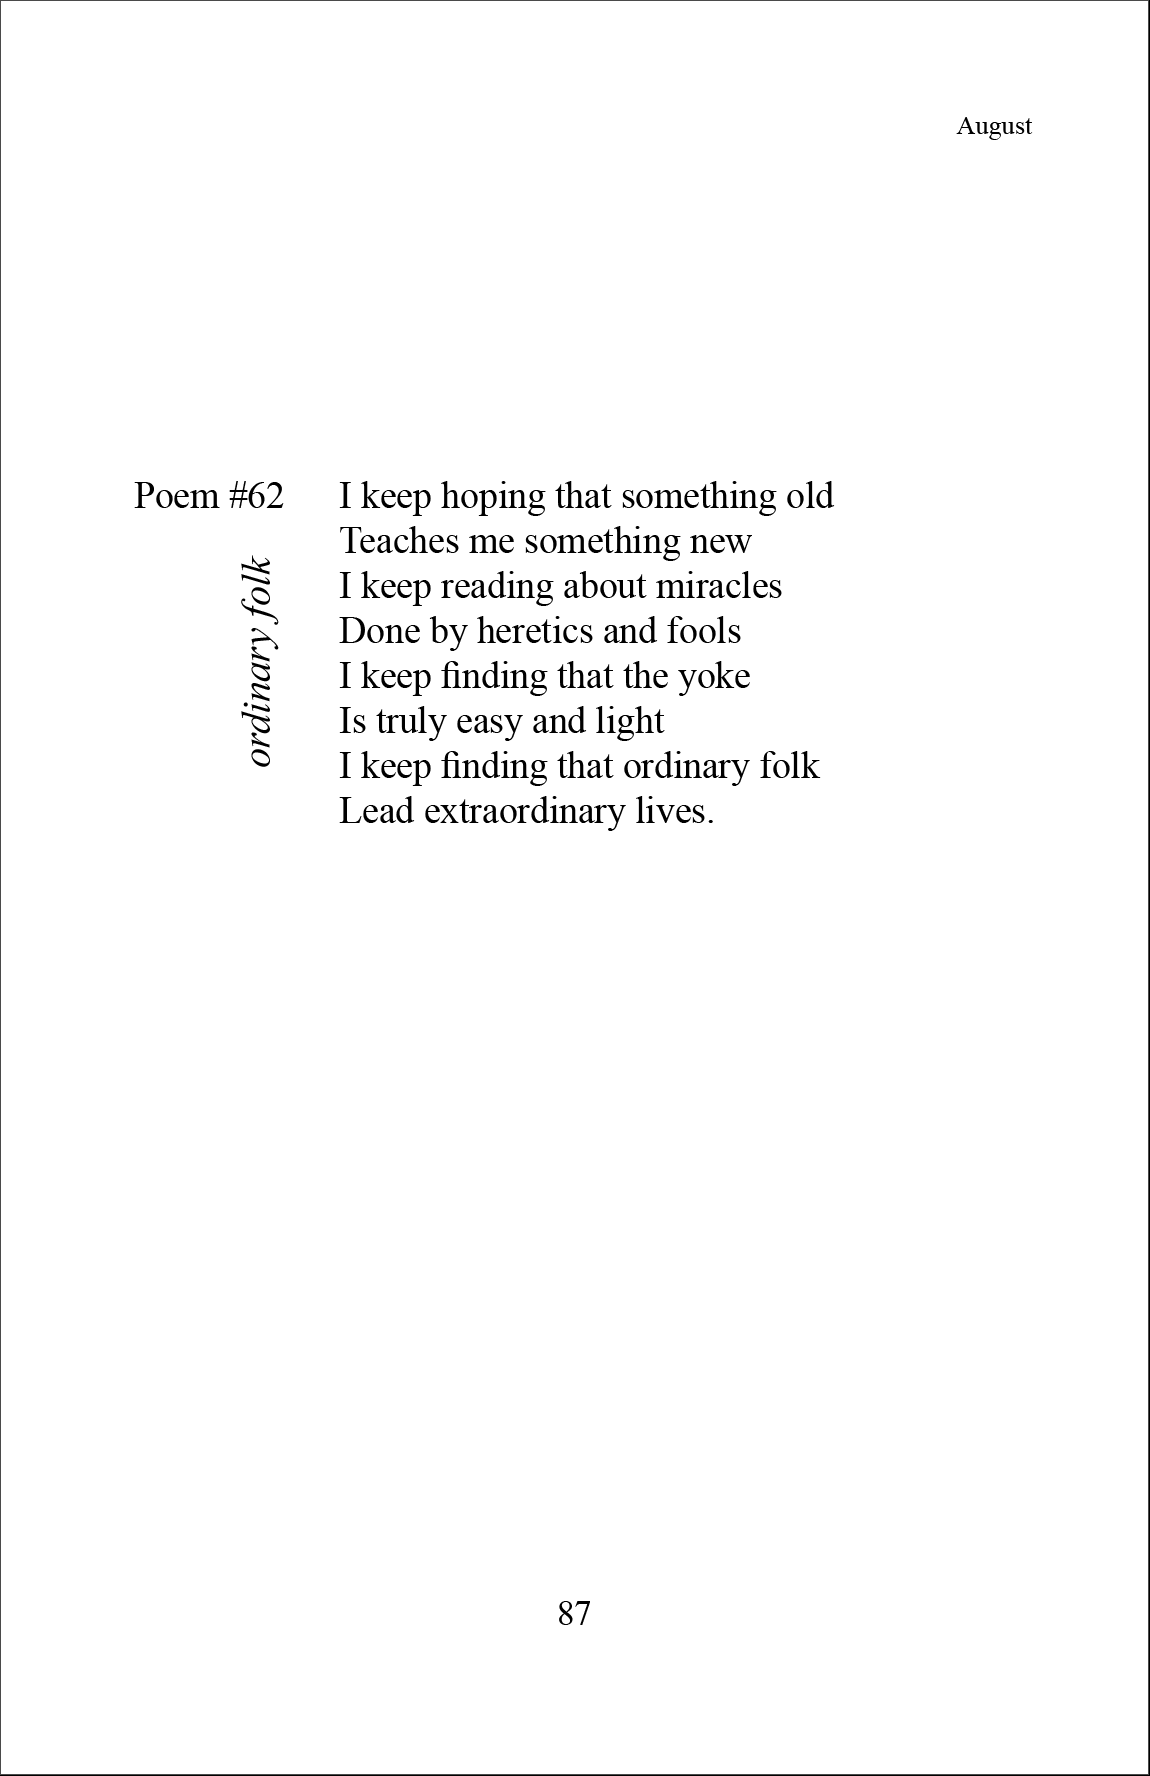 August
Poem #62
ordinary folk
I keep hoping that something old
Teaches me something new
I keep reading about miracles
Done by heretics and fools
I keep finding that the yoke
Is truly easy and light
I keep finding that ordinary folk
Lead extraordinary lives.
87